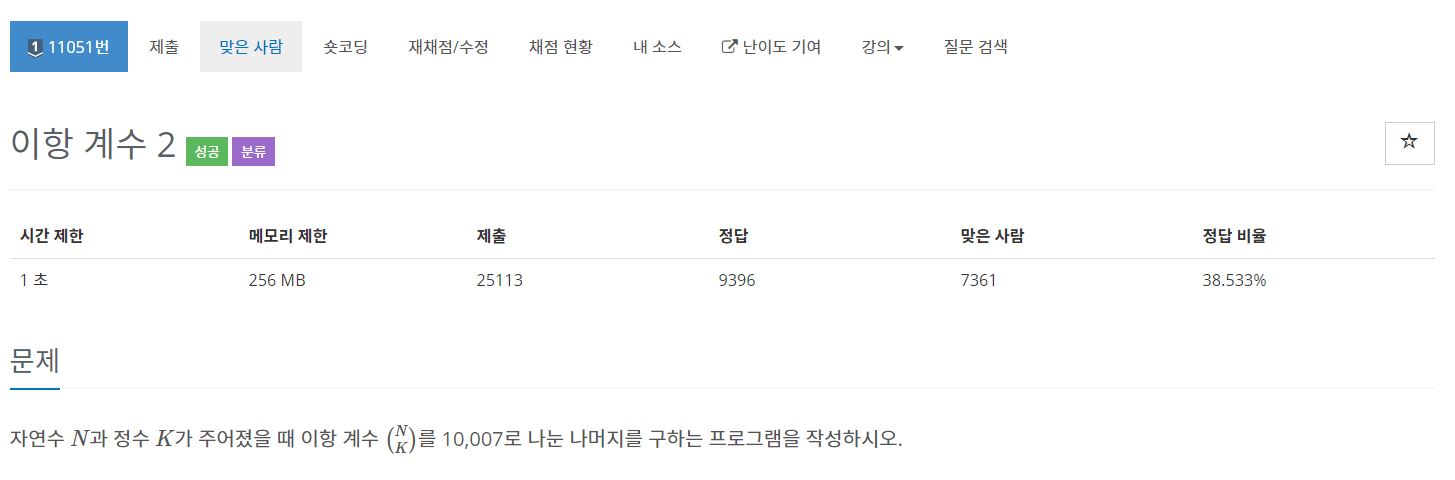 1 11051번 제출 맞은 사람 숏코딩 재채점/수정 채점 현황 내 소스 난이도 기여 강의 질문 검색
이항 계수 2 성공 분류
시간 제한 메모리 제한 제출 정답 맞은 사람 정답 비율
1 초 256 MB 25113 9396 7361 38.533%
문제
자연수 N과 정수 K가 주어졌을 때 이항 계수 (N K)를 10,007로 나눈 나머지를 구하는 프로그램을 작성하시오.